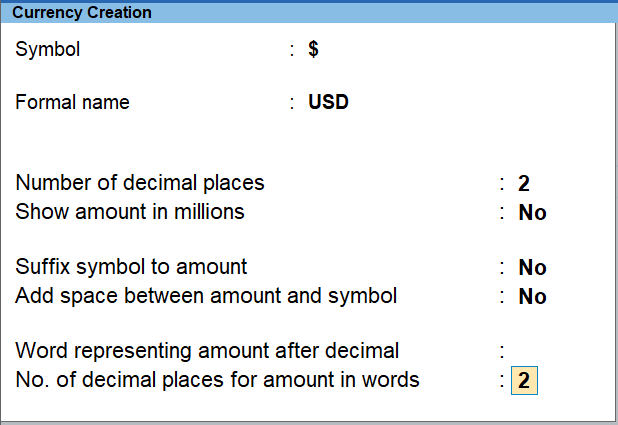 Currency Creation
Symbol : $
Formal name : USD
Number of decimal places : 2
Show amount in millions : No
Suffix symbol to amount : No
Add space between amount and symbol : No
Word representing amount after decimal :
No. of decimal places for amount in words : 2